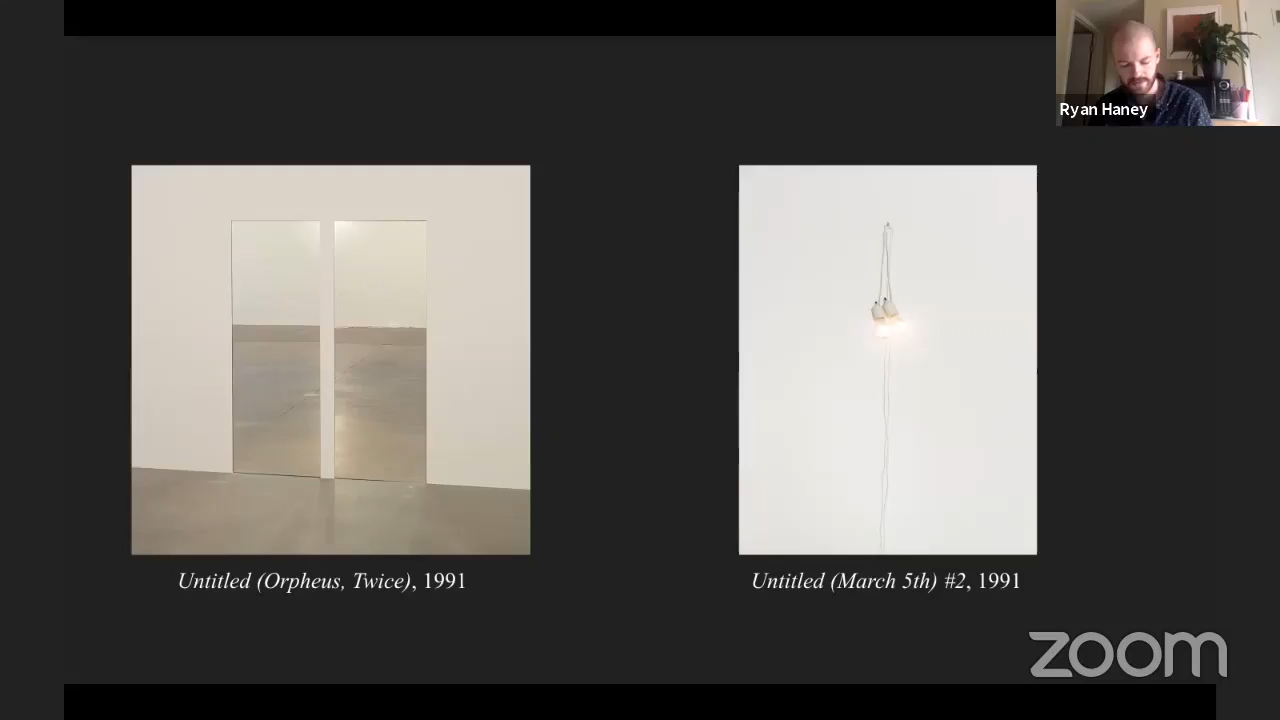 Ryan Haney
Untitled (Orpheus, Twice), 1991
Untitled (March 5th) #2, 1991
zoom